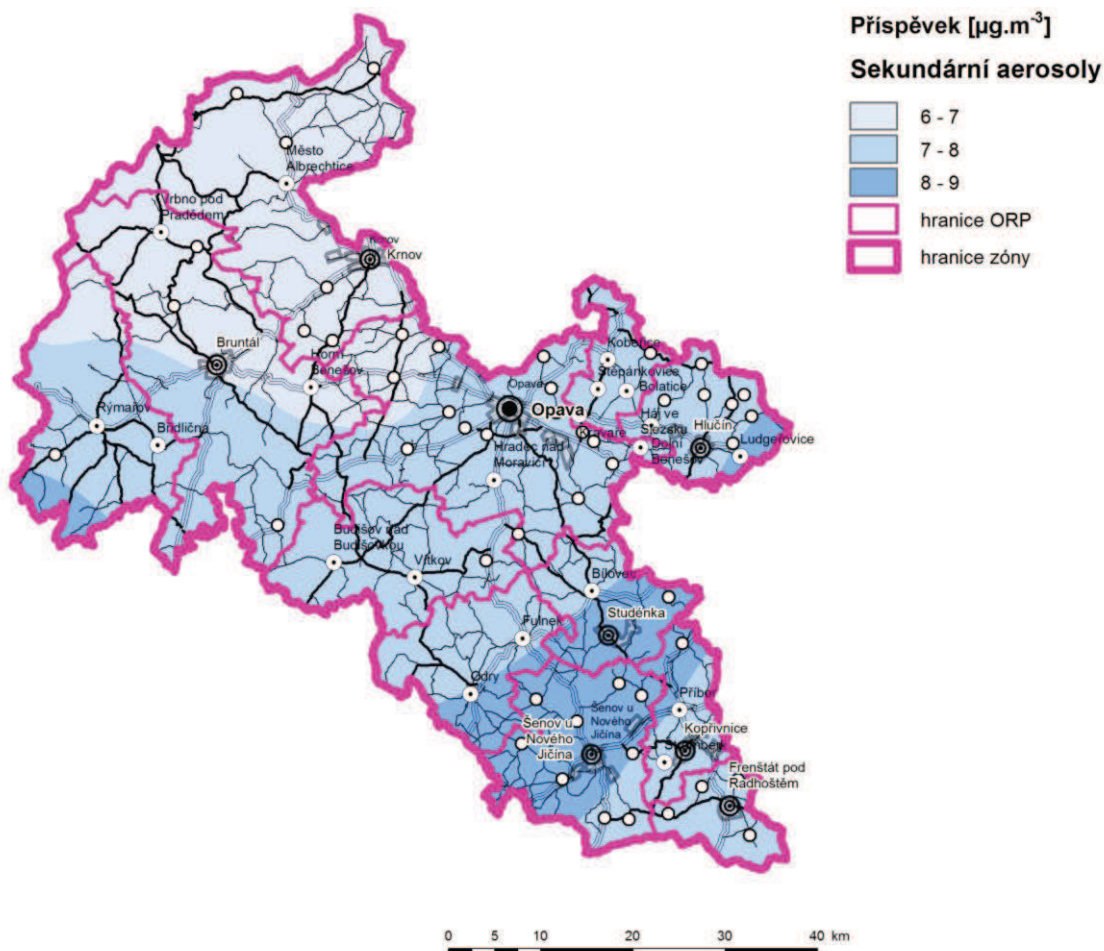 Příspěvek [µg.m⁻³]
Sekundární aerosoly
6 - 7
7 - 8
8 - 9
hranice ORP
hranice zóny
Město
Albrechtice
Vrbno pod
Pradědem
Krnov
Krnov
Bruntál
Horní
Benešov
Rýmařov
Břidličná
Opava
Opava
Kobeřice
Štěpánkovice
Bolatice
Háj ve
Slezsku
Dolní
Benešov
Hlučín
Ludgeřovice
Kravaře
Hradec nad
Moravicí
Budišov nad
Budišovkou
Vítkov
Bílovec
Studénka
Fulnek
Odry
Příbor
Šenov u
Nového
Jičína
Šenov u
Nového
Jičína
Kopřivnice
Frenštát pod
Radhoštěm
0 5 10 20 30 40 km